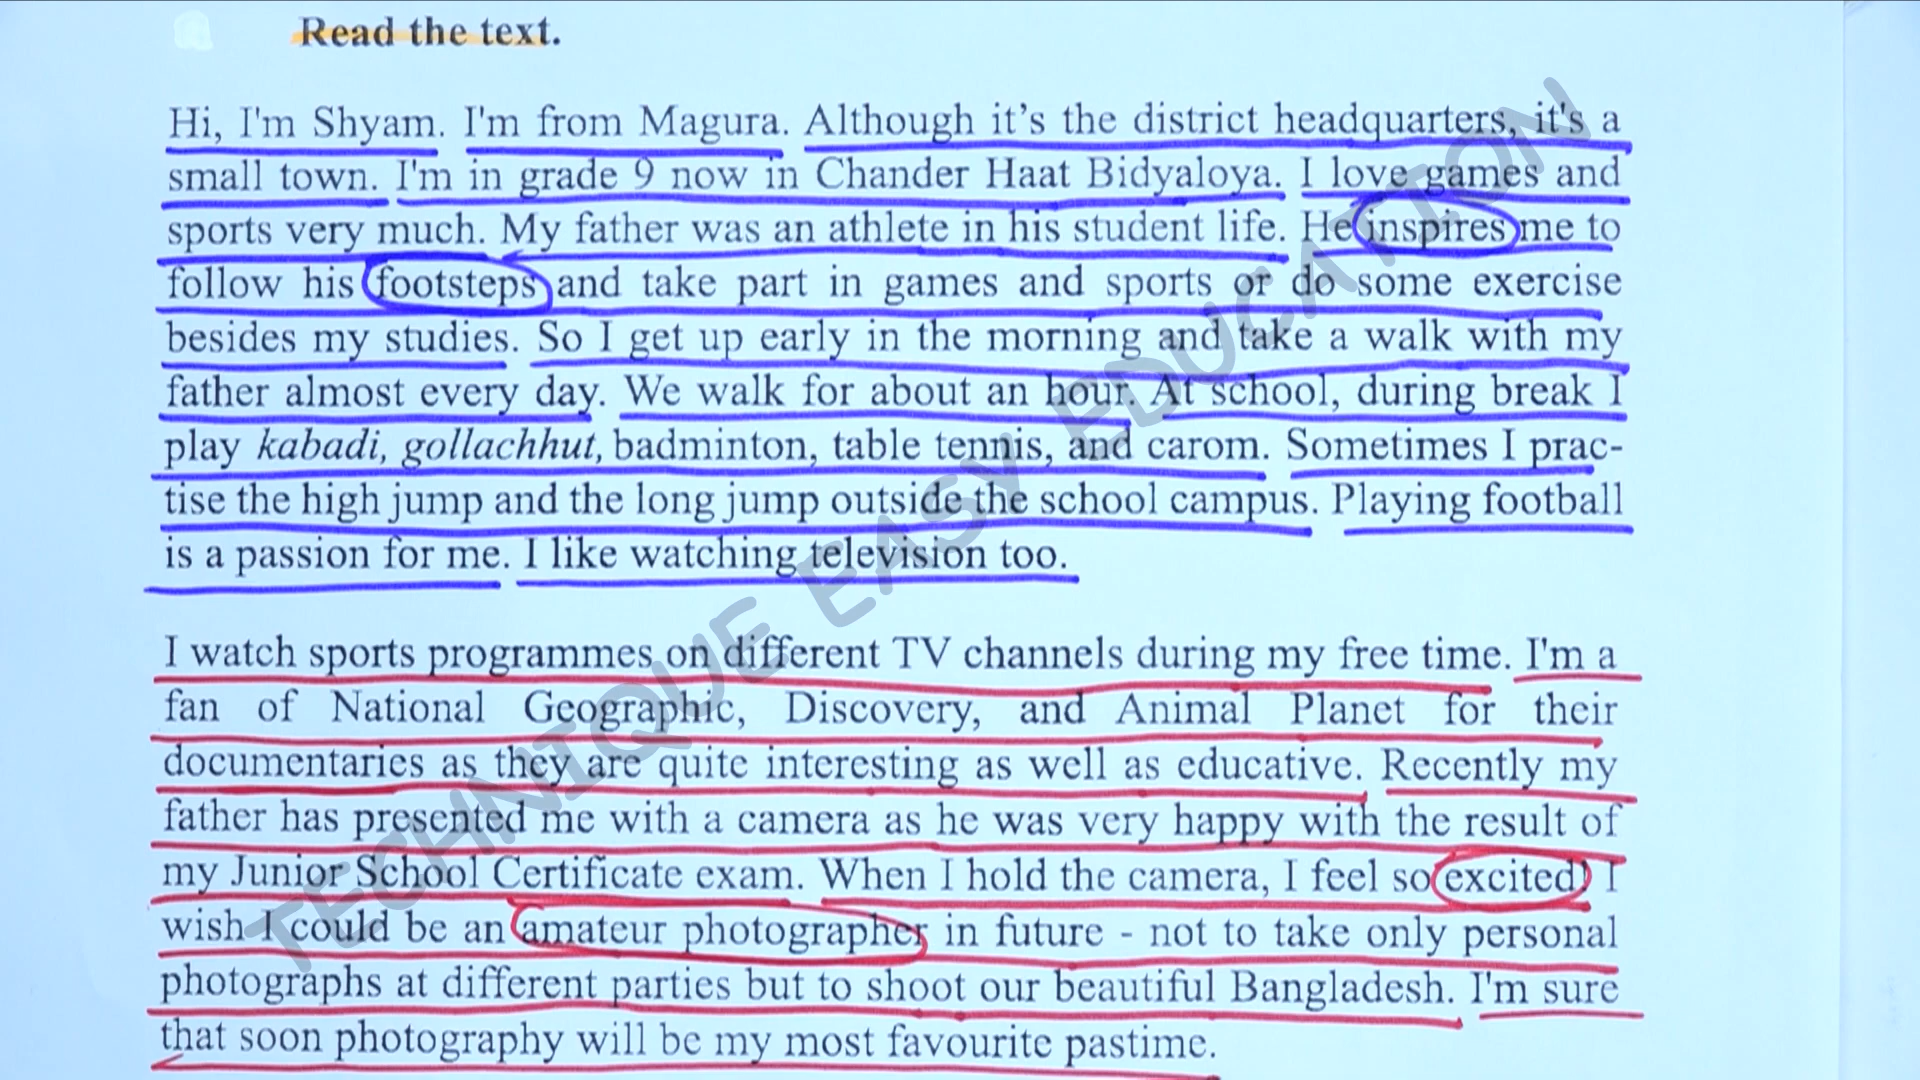 Read the text.
Hi, I'm Shyam. I'm from Magura. Although it’s the district headquarters, it's a
small town. I'm in grade 9 now in Chander Haat Bidyaloya. I love games and
sports very much. My father was an athlete in his student life. He inspires me to
follow his footsteps and take part in games and sports or do some exercise
besides my studies. So I get up early in the morning and take a walk with my
father almost every day. We walk for about an hour. At school, during break I
play kabadi, gollachhut, badminton, table tennis, and carom. Sometimes I prac-
tise the high jump and the long jump outside the school campus. Playing football
is a passion for me. I like watching television too.
I watch sports programmes on different TV channels during my free time. I'm a
fan of National Geographic, Discovery, and Animal Planet for their
documentaries as they are quite interesting as well as educative. Recently my
father has presented me with a camera as he was very happy with the result of
my Junior School Certificate exam. When I hold the camera, I feel so excited! I
wish I could be an amateur photographer in future - not to take only personal
photographs at different parties but to shoot our beautiful Bangladesh. I'm sure
that soon photography will be my most favourite pastime.
TECHNIQUE EASY EDUCATION